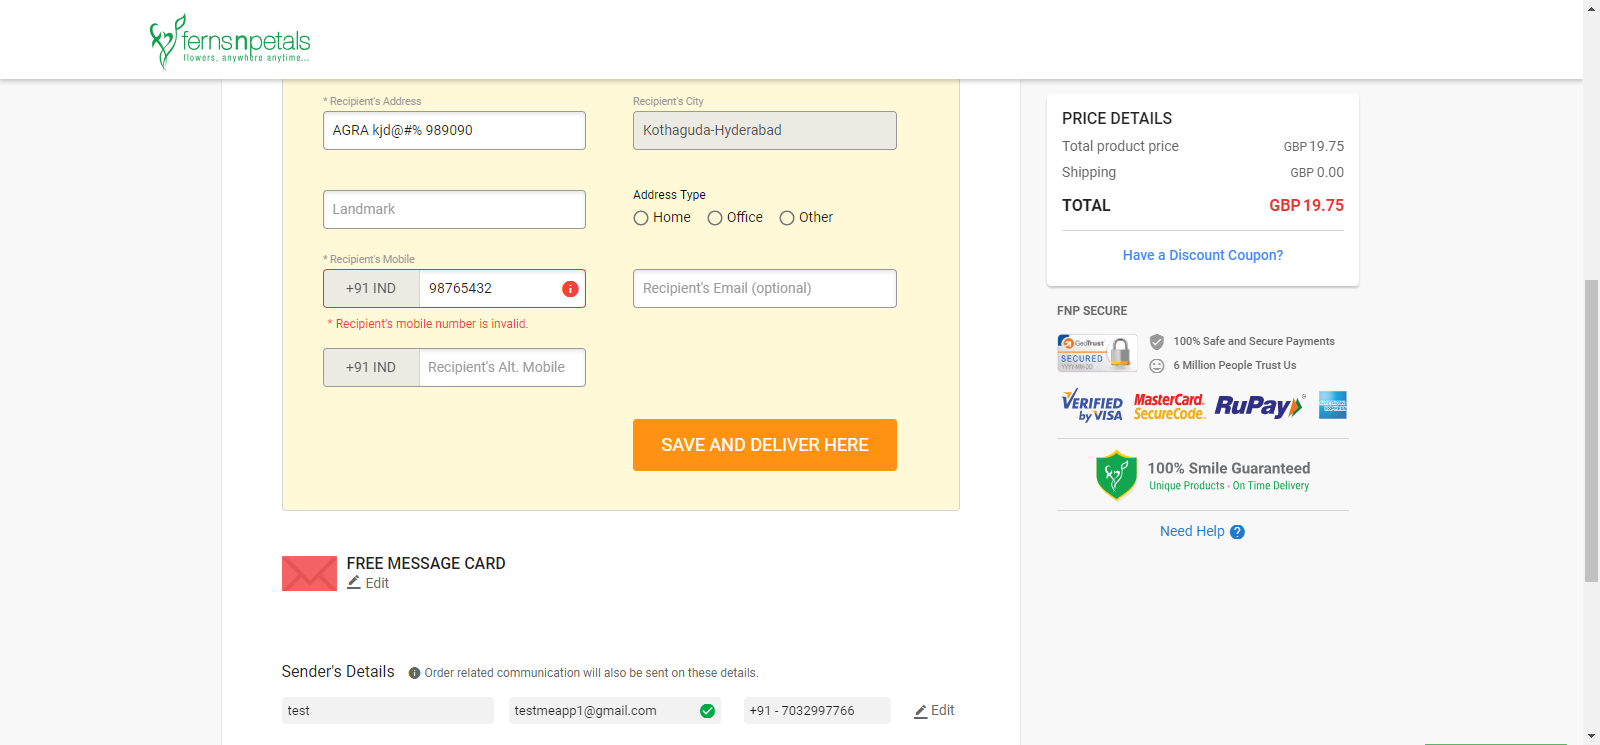 fernsnpetals
flowers, anywhere anytime...
* Recipient's Address
Recipient's City
AGRA kjd@#% 989090
Kothaguda-Hyderabad
Landmark
Address Type
Home
Office
Other
* Recipient's Mobile
+91 IND
98765432
Recipient's Email (optional)
* Recipient's mobile number is invalid.
+91 IND
Recipient's Alt. Mobile
SAVE AND DELIVER HERE
FREE MESSAGE CARD
Edit
Sender's Details
Order related communication will also be sent on these details.
test
testmeapp1@gmail.com
+91 - 7032997766
Edit
PRICE DETAILS
Total product price
GBP 19.75
Shipping
GBP 0.00
TOTAL
GBP 19.75
Have a Discount Coupon?
FNP SECURE
GeoTrust
SECURED
YYYY-MM-DD
100% Safe and Secure Payments
6 Million People Trust Us
VERIFIED
by VISA
MasterCard
SecureCode
RuPay
100% Smile Guaranteed
Unique Products - On Time Delivery
Need Help